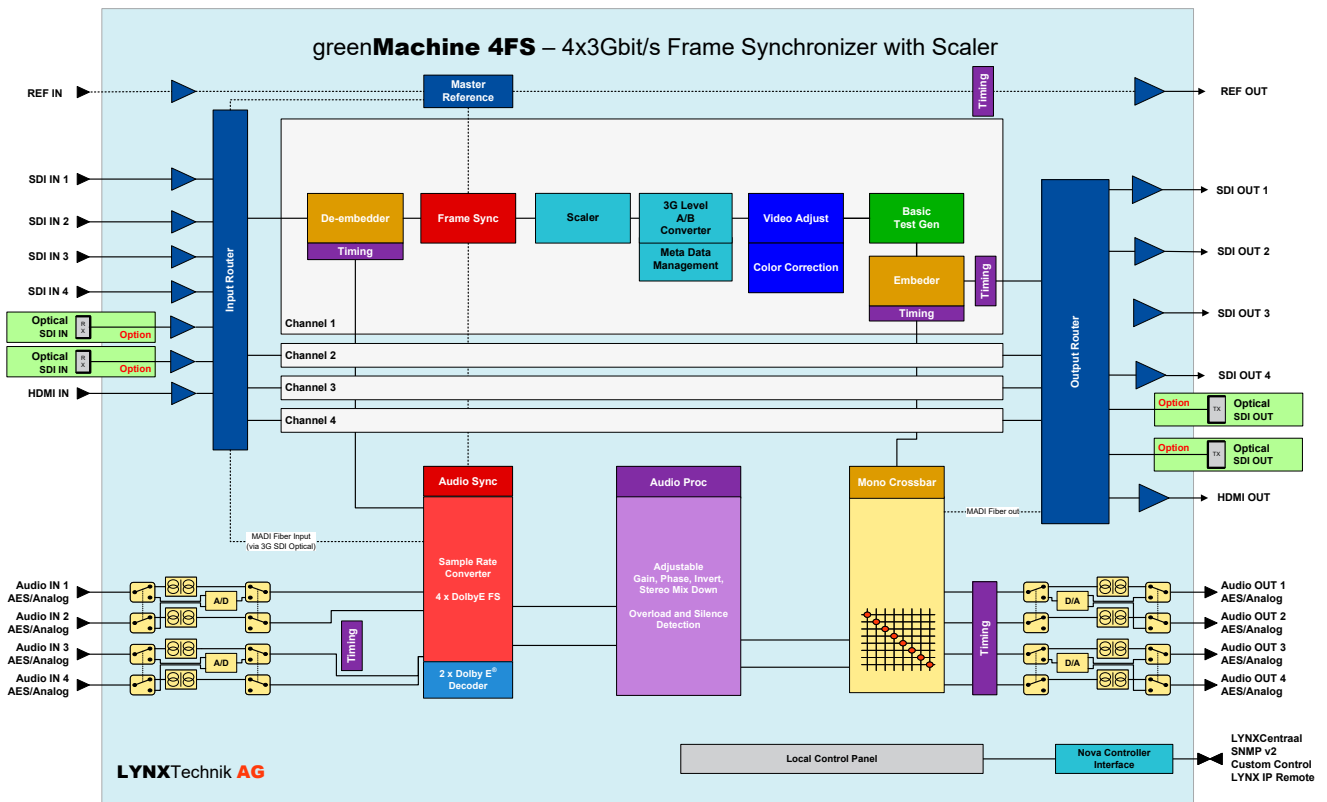 greenMachine 4FS – 4x3Gbit/s Frame Synchronizer with Scaler
REF IN
Master
Reference
Timing
REF OUT
SDI IN 1
SDI IN 2
SDI IN 3
SDI IN 4
Optical
SDI IN
R
X
Option
Optical
SDI IN
R
X
Option
HDMI IN
Input Router
De-embedder
Timing
Frame Sync
Scaler
3G Level
A/B
Converter
Meta Data
Management
Video Adjust
Color Correction
Basic
Test Gen
Embeder
Timing
Timing
Channel 1
Channel 2
Channel 3
Channel 4
Output Router
SDI OUT 1
SDI OUT 2
SDI OUT 3
SDI OUT 4
Option
TX
Optical
SDI OUT
Option
TX
Optical
SDI OUT
HDMI OUT
MADI Fiber Input
(via 3G SDI Optical)
Audio Sync
Sample Rate
Converter
4 x DolbyE FS
2 x Dolby E®
Decoder
Audio Proc
Adjustable
Gain, Phase, Invert,
Stereo Mix Down
Overload and Silence
Detection
Mono Crossbar
MADI Fiber out
Audio IN 1
AES/Analog
Audio IN 2
AES/Analog
Audio IN 3
AES/Analog
Audio IN 4
AES/Analog
A/D
A/D
Timing
Timing
D/A
D/A
Audio OUT 1
AES/Analog
Audio OUT 2
AES/Analog
Audio OUT 3
AES/Analog
Audio OUT 4
AES/Analog
LYNXTechnik AG
Local Control Panel
Nova Controller
Interface
LYNXCentraal
SNMP v2
Custom Control
LYNX IP Remote